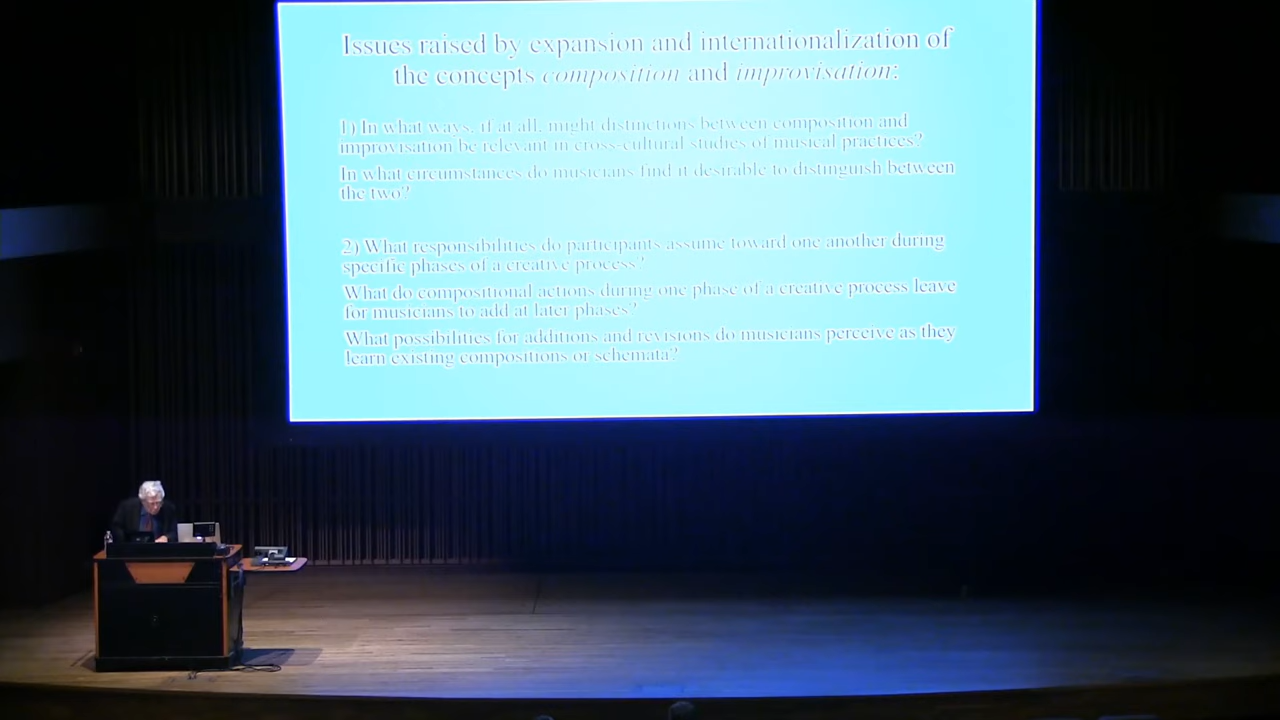 Issues raised by expansion and internationalization of
the concepts composition and improvisation:
1) In what ways, if at all, might distinctions between composition and
improvisation be relevant in cross-cultural studies of musical practices?
In what circumstances do musicians find it desirable to distinguish between
the two?
2) What responsibilities do participants assume toward one another during
specific phases of a creative process?
What do compositional actions during one phase of a creative process leave
for musicians to add at later phases?
What possibilities for additions and revisions do musicians perceive as they
learn existing compositions or schemata?